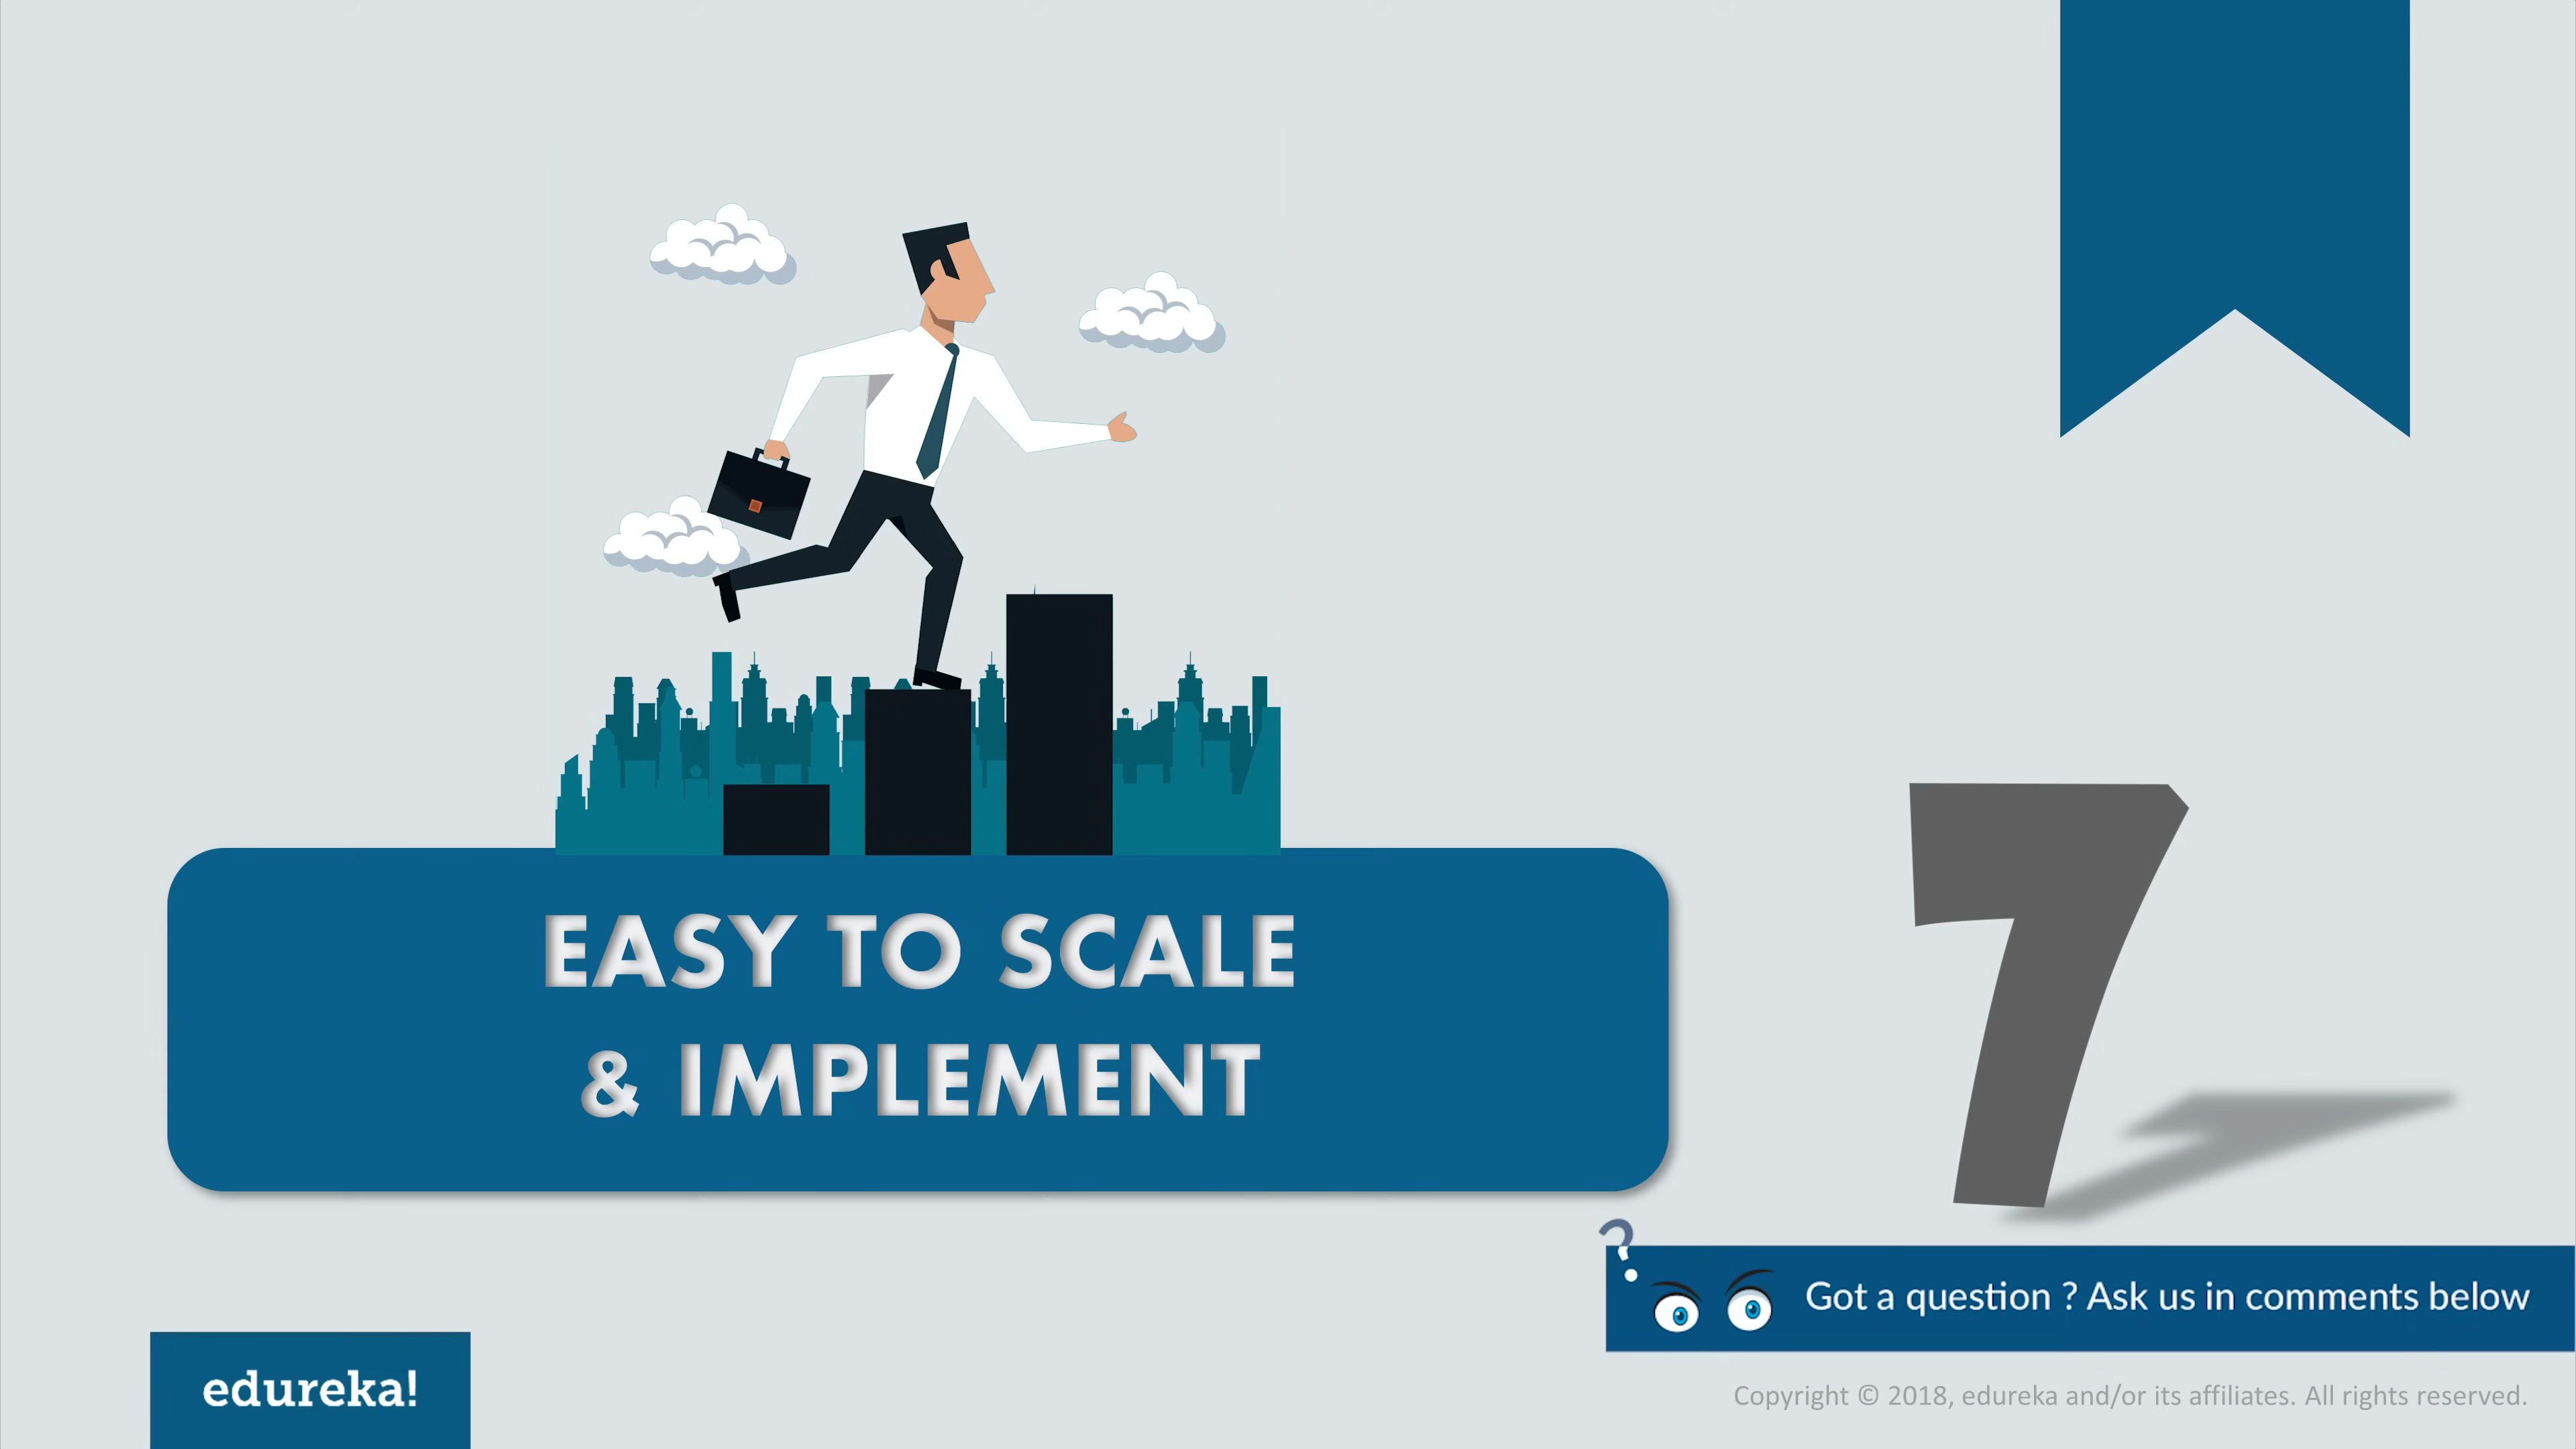 EASY TO SCALE
& IMPLEMENT
7
?
Got a question ? Ask us in comments below
edureka!
Copyright © 2018, edureka and/or its affiliates. All rights reserved.